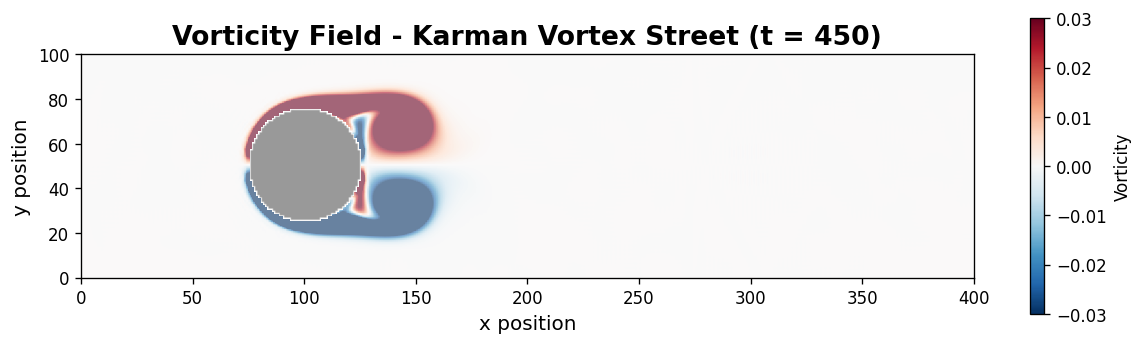 Vorticity Field - Karman Vortex Street (t = 450)
100
80
60
40
20
0
y position
0 50 100 150 200 250 300 350 400
x position
0.03
0.02
0.01
0.00
−0.01
−0.02
−0.03
Vorticity